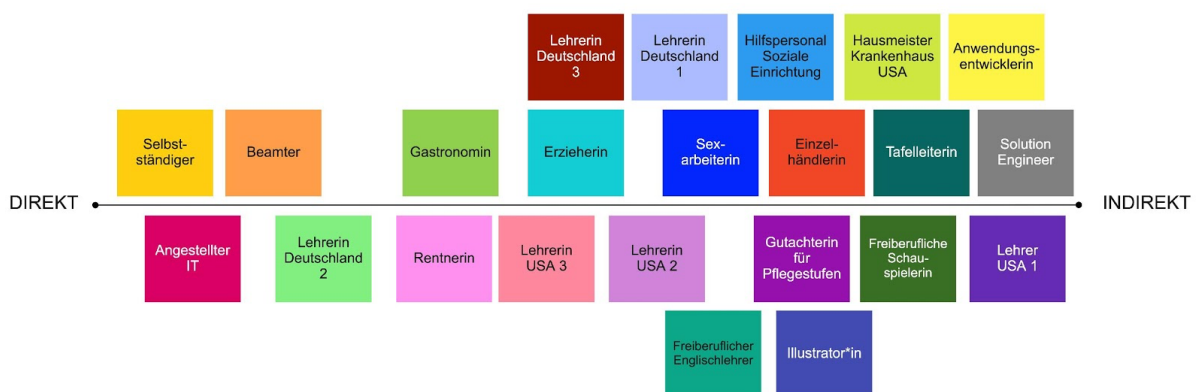 Lehrerin
Deutschland
3
Lehrerin
Deutschland
1
Hilfspersonal
Soziale
Einrichtung
Hausmeister
Krankenhaus
USA
Anwendungs-
entwicklerin
Selbst-
ständiger
Beamter
Gastronomin
Erzieherin
Sex-
arbeiterin
Einzel-
händlerin
Tafelleiterin
Solution
Engineer
DIREKT
INDIREKT
Angestellter
IT
Lehrerin
Deutschland
2
Rentnerin
Lehrerin
USA 3
Lehrerin
USA 2
Gutachterin
für
Pflegestufen
Freiberufliche
Schau-
spielerin
Lehrer
USA 1
Freiberuflicher
Englischlehrer
Illustrator*in